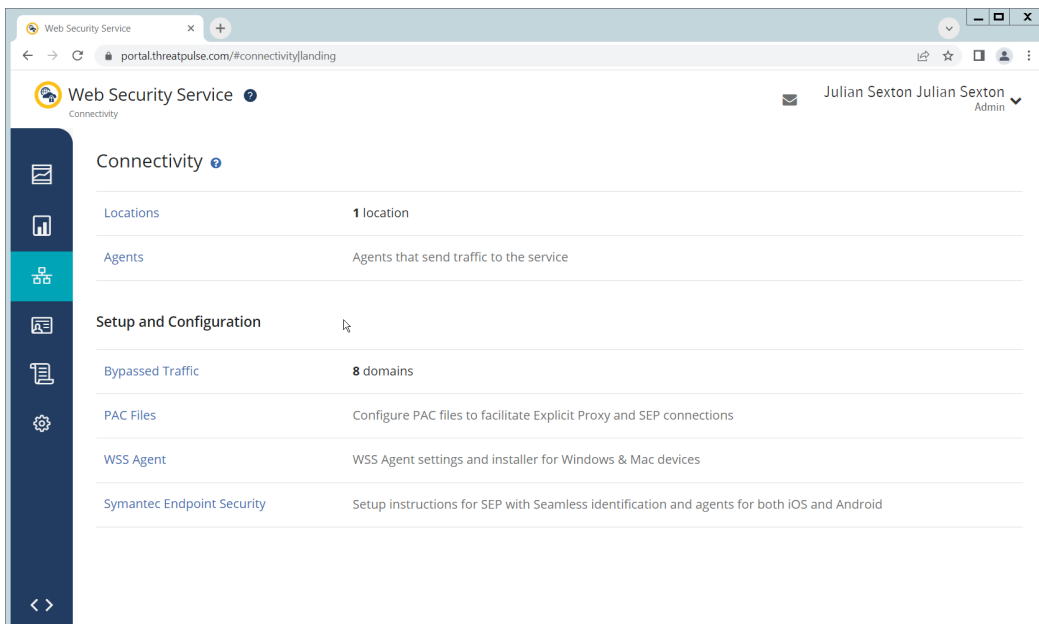 Web Security Service
portal.threatpulse.com/#connectivity|landing
Web Security Service ?
Connectivity
Julian Sexton Julian Sexton
Admin
Connectivity ?
Locations 1 location
Agents Agents that send traffic to the service
Setup and Configuration
Bypassed Traffic 8 domains
PAC Files Configure PAC files to facilitate Explicit Proxy and SEP connections
WSS Agent WSS Agent settings and installer for Windows & Mac devices
Symantec Endpoint Security Setup instructions for SEP with Seamless identification and agents for both iOS and Android